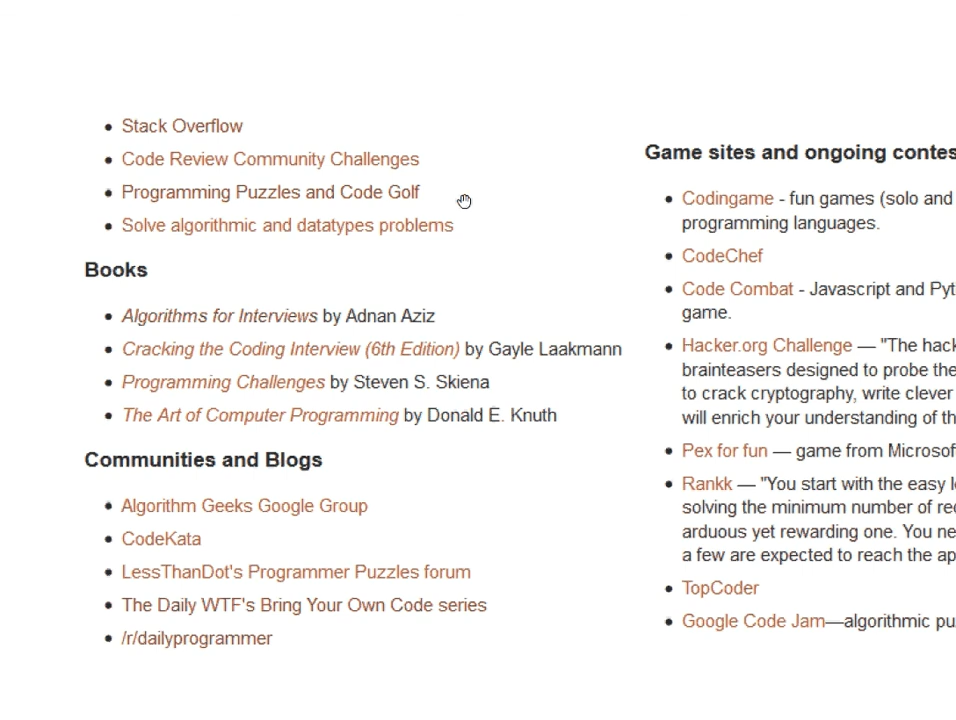 Stack Overflow
Code Review Community Challenges
Programming Puzzles and Code Golf
Solve algorithmic and datatypes problems
Books
Algorithms for Interviews by Adnan Aziz
Cracking the Coding Interview (6th Edition) by Gayle Laakmann
Programming Challenges by Steven S. Skiena
The Art of Computer Programming by Donald E. Knuth
Communities and Blogs
Algorithm Geeks Google Group
CodeKata
LessThanDot's Programmer Puzzles forum
The Daily WTF's Bring Your Own Code series
/r/dailyprogrammer
Game sites and ongoing contes
Codingame - fun games (solo and
programming languages.
CodeChef
Code Combat - Javascript and Pyt
game.
Hacker.org Challenge — "The hack
brainteasers designed to probe the
to crack cryptography, write clever
will enrich your understanding of th
Pex for fun — game from Microsof
Rankk — "You start with the easy l
solving the minimum number of re
arduous yet rewarding one. You ne
a few are expected to reach the ap
TopCoder
Google Code Jam—algorithmic pu